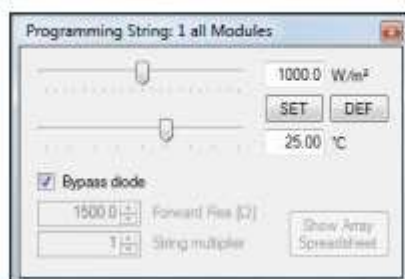 Programming String: 1 all Modules
1000.0 W/m²
SET DEF
25.00 °C
Bypass diode
1500.0 Forward Res [Ω]
1 String multiplier
Show Array
Spreadsheet